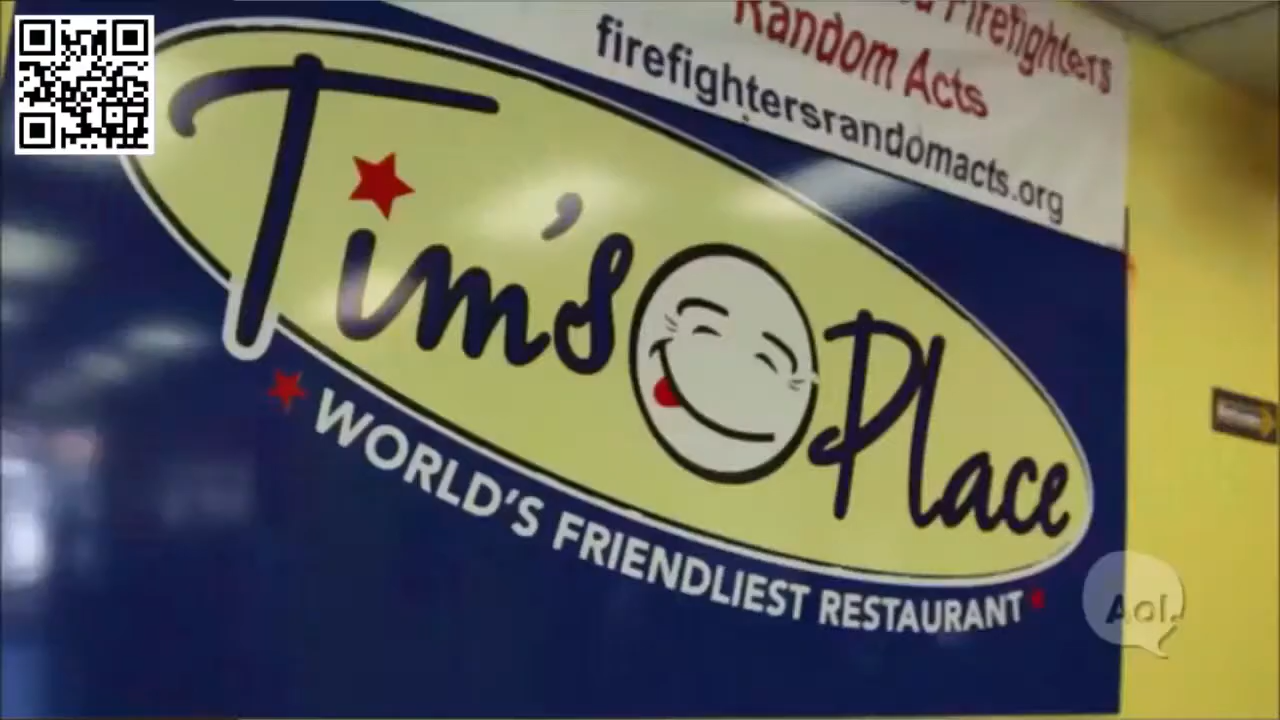 Firefighters
Random Acts
firefightersrandomacts.org
Tim's Place
WORLD'S FRIENDLIEST RESTAURANT
Aol.